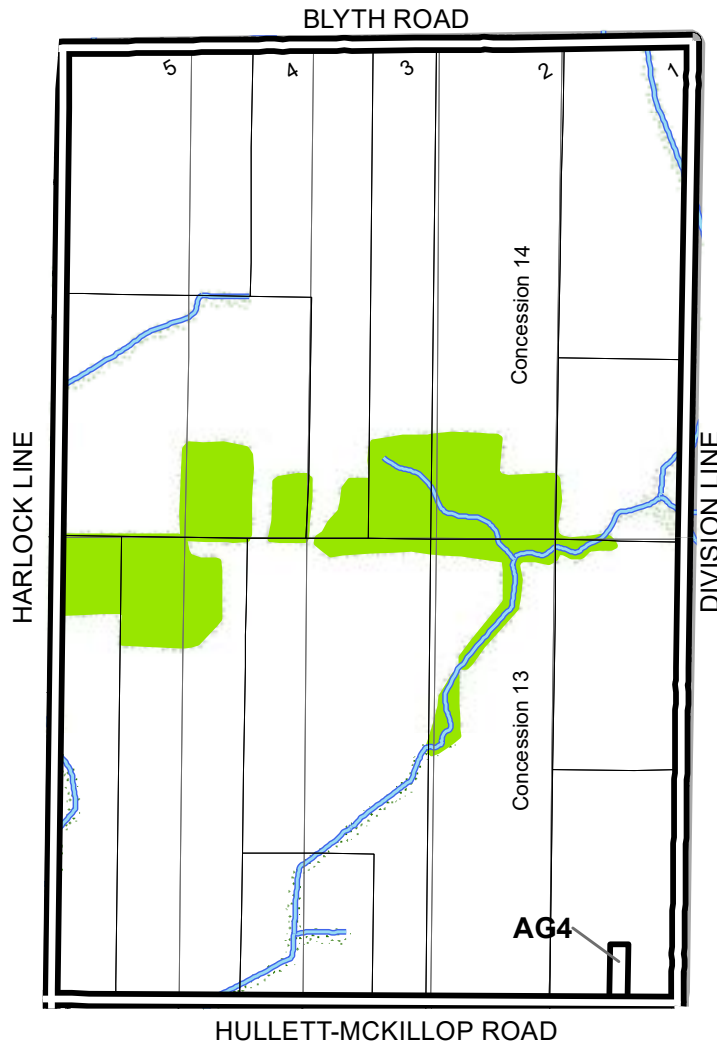 BLYTH ROAD
5
4
3
2
1
Concession 14
HARLOCK LINE
DIVISION LINE
Concession 13
AG4
HULLETT-MCKILLOP ROAD